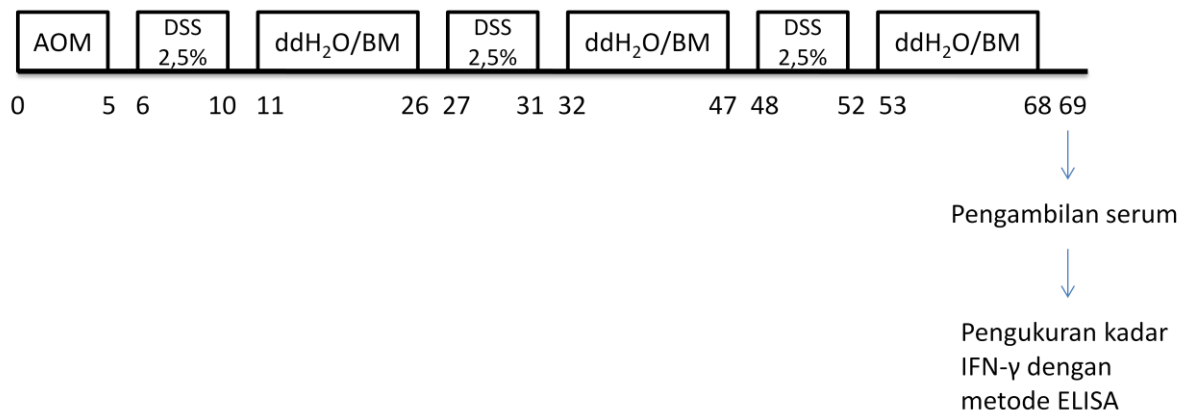 AOM
DSS
2,5%
ddH₂O/BM
DSS
2,5%
ddH₂O/BM
DSS
2,5%
ddH₂O/BM
0 5 6 10 11 26 27 31 32 47 48 52 53 68 69
Pengambilan serum
Pengukuran kadar
IFN-γ dengan
metode ELISA